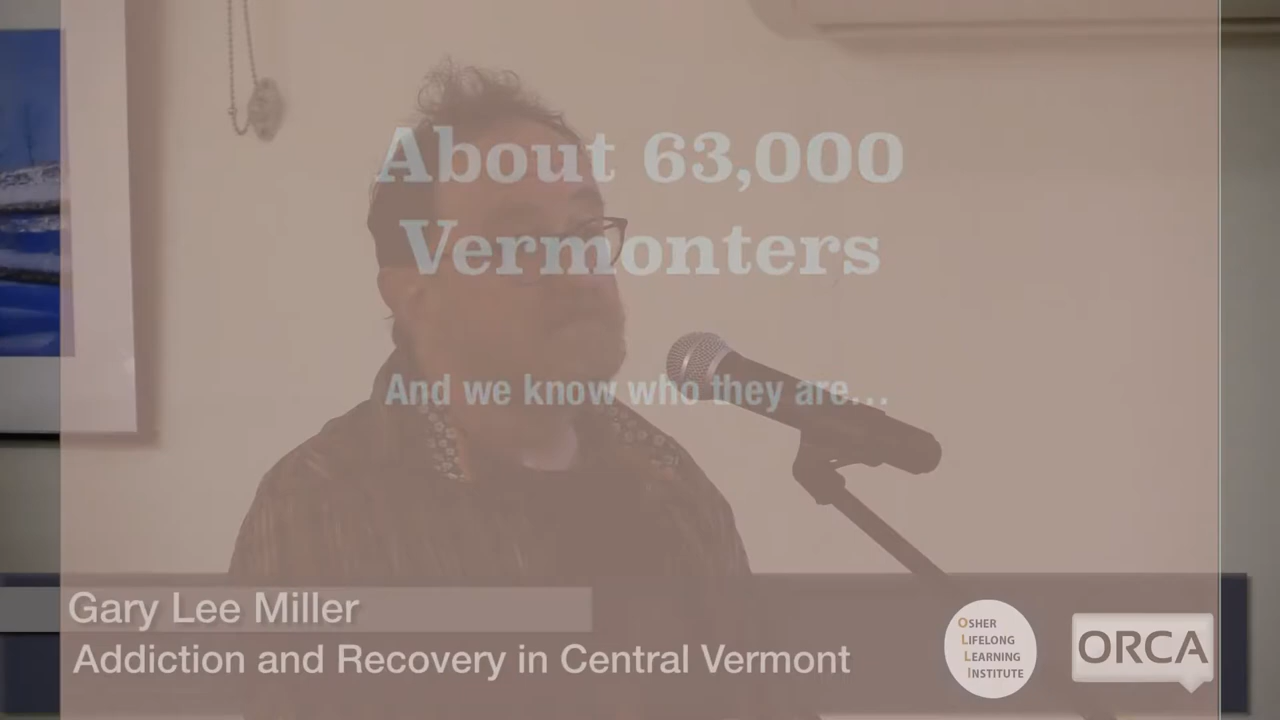 About 63,000
Vermonters
And we know who they are...
Gary Lee Miller
Addiction and Recovery in Central Vermont
OSHER
LIFELONG
LEARNING
INSTITUTE
ORCA